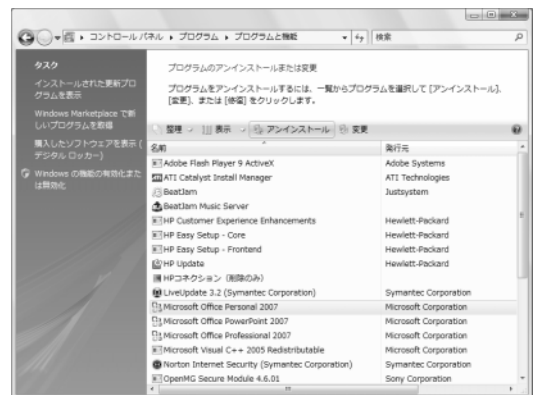 コントロール パネル ▸ プログラム ▸ プログラムと機能
検索
タスク
インストールされた更新プロ
グラムを表示
Windows Marketplace で新
しいプログラムを取得
購入したソフトウェアを表示 (
デジタル ロッカー)
Windows の機能の有効化また
は無効化
プログラムのアンインストールまたは変更
プログラムをアンインストールするには、一覧からプログラムを選択して [アンインストール]、
[変更]、または [修復] をクリックします。
整理 表示 アンインストール 変更
名前 発行元
Adobe Flash Player 9 ActiveX Adobe Systems
ATI Catalyst Install Manager ATI Technologies
BeatJam Justsystem
BeatJam Music Server
HP Customer Experience Enhancements Hewlett-Packard
HP Easy Setup - Core Hewlett-Packard
HP Easy Setup - Frontend Hewlett-Packard
HP Update Hewlett-Packard
HPコネクション (削除のみ)
LiveUpdate 3.2 (Symantec Corporation) Symantec Corporation
Microsoft Office Personal 2007 Microsoft Corporation
Microsoft Office PowerPoint 2007 Microsoft Corporation
Microsoft Office Professional 2007 Microsoft Corporation
Microsoft Visual C++ 2005 Redistributable Microsoft Corporation
Norton Internet Security (Symantec Corporation) Symantec Corporation
OpenMG Secure Module 4.6.01 Sony Corporation